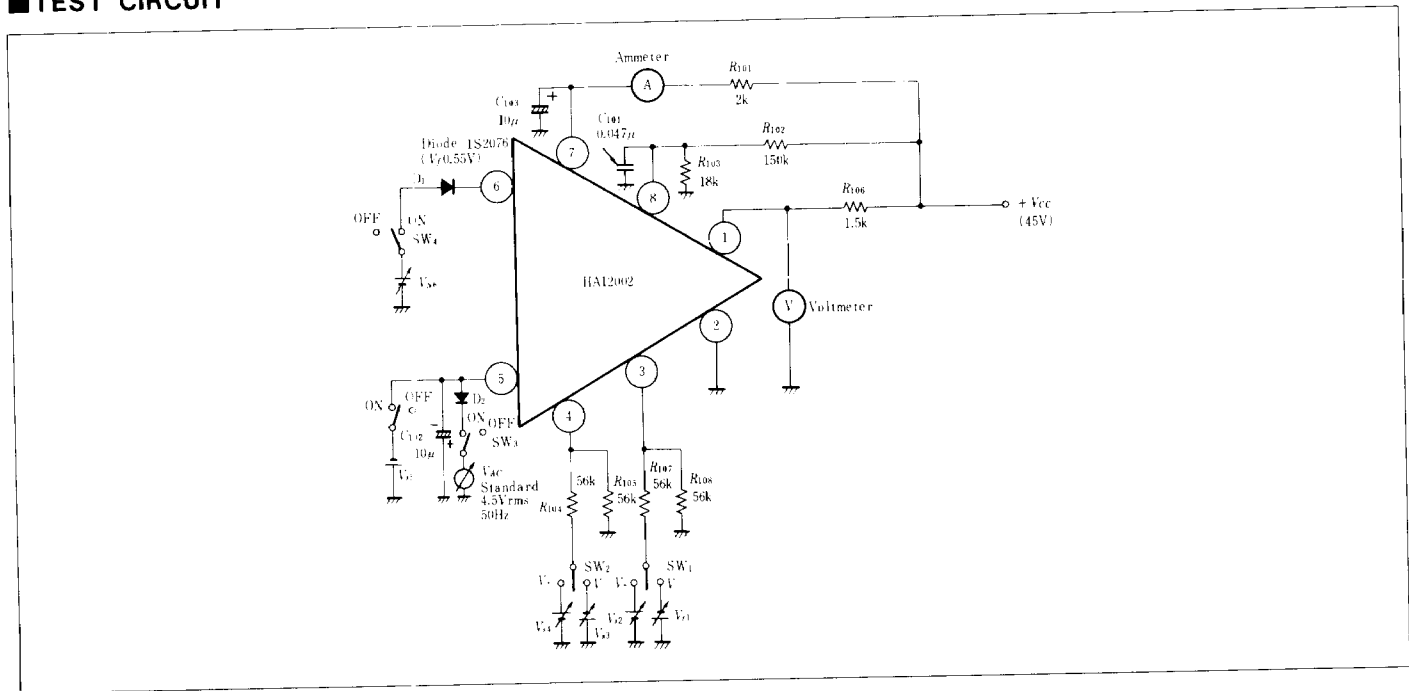 ■TEST CIRCUIT
Ammeter
A
R101
2k
C103
10μ
+
C101
0.047μ
R102
150k
Diode 1S2076
(VF0.55V)
D1
R103
18k
7
8
6
R106
1.5k
+ VCC
(45V)
OFF
ON
SW4
1
HA12002
V
Voltmeter
2
3
5
4
ON
OFF
D2
ON
OFF
SW3
C102
10μ
-
+
VAC
Standard
4.5Vrms
50Hz
56k
R104
R105
56k
R107
56k
R108
56k
SW2
SW1